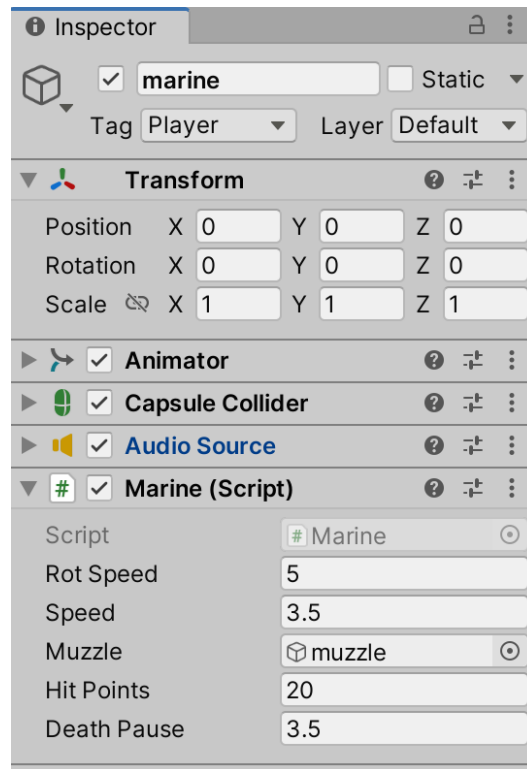 Inspector
marine Static
Tag Player Layer Default
Transform
Position X 0 Y 0 Z 0
Rotation X 0 Y 0 Z 0
Scale X 1 Y 1 Z 1
Animator
Capsule Collider
Audio Source
# Marine (Script)
Script # Marine
Rot Speed 5
Speed 3.5
Muzzle muzzle
Hit Points 20
Death Pause 3.5